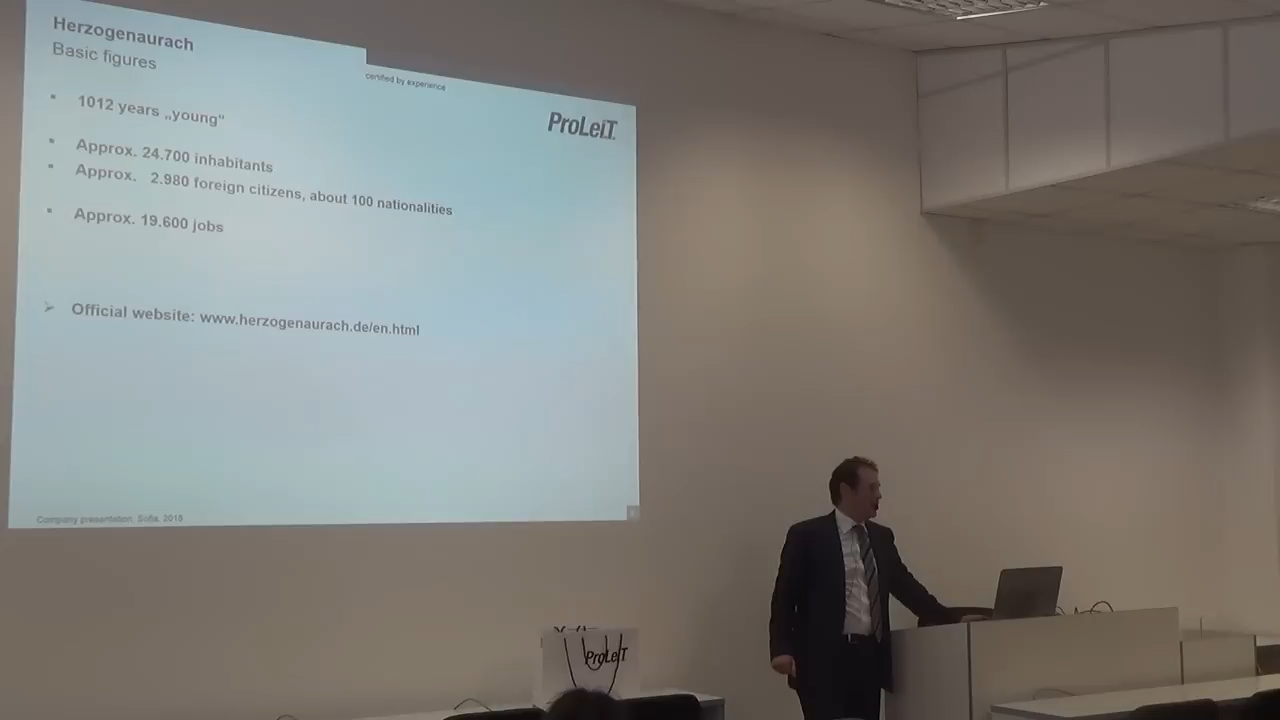 Herzogenaurach
Basic figures
certified by experience
ProLeiT
1012 years „young“
Approx. 24.700 inhabitants
Approx. 2.980 foreign citizens, about 100 nationalities
Approx. 19.600 jobs
Official website: www.herzogenaurach.de/en.html
Company presentation, Sofia, 2016
ProLeiT